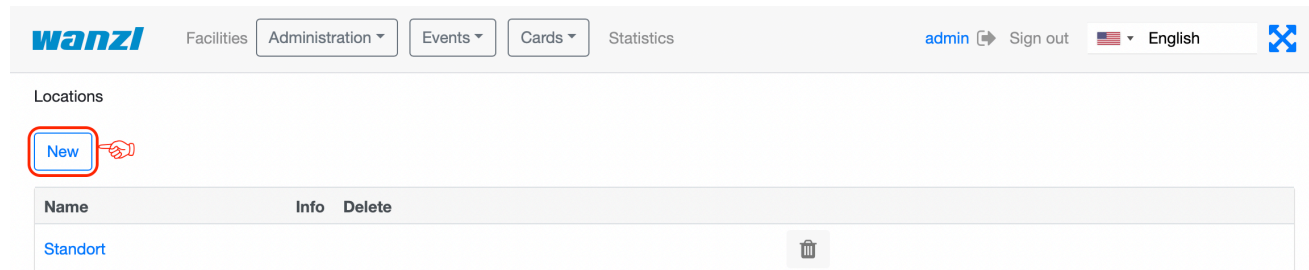 wanzl Facilities Administration Events Cards Statistics admin Sign out English
Locations
New
Name Info Delete
Standort